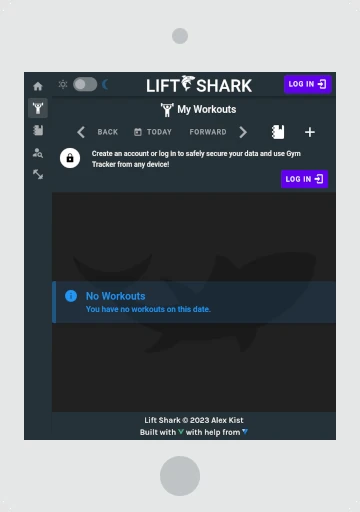 LIFT SHARK
LOG IN
My Workouts
BACK
TODAY
FORWARD
Create an account or log in to safely secure your data and use Gym
Tracker from any device!
LOG IN
No Workouts
You have no workouts on this date.
Lift Shark © 2023 Alex Kist
Built with with help from